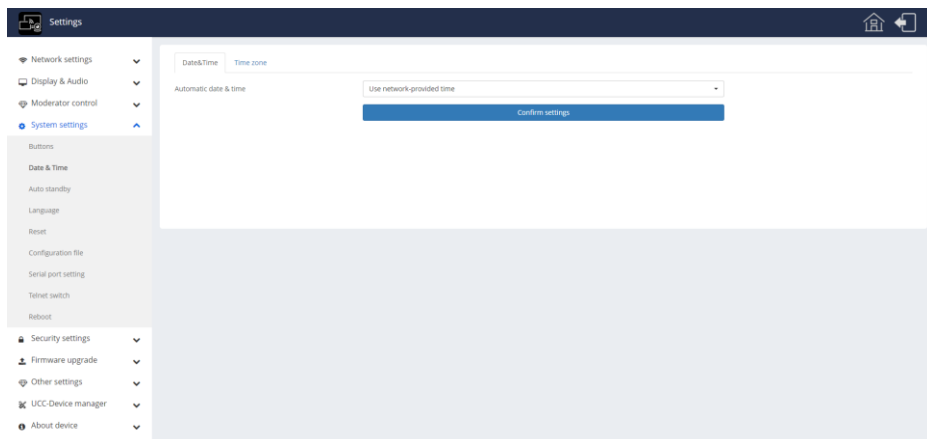 Settings
Network settings
Display & Audio
Moderator control
System settings
Buttons
Date & Time
Auto standby
Language
Reset
Configuration file
Serial port setting
Telnet switch
Reboot
Security settings
Firmware upgrade
Other settings
UCC-Device manager
About device
Date&Time Time zone
Automatic date & time Use network-provided time
Confirm settings